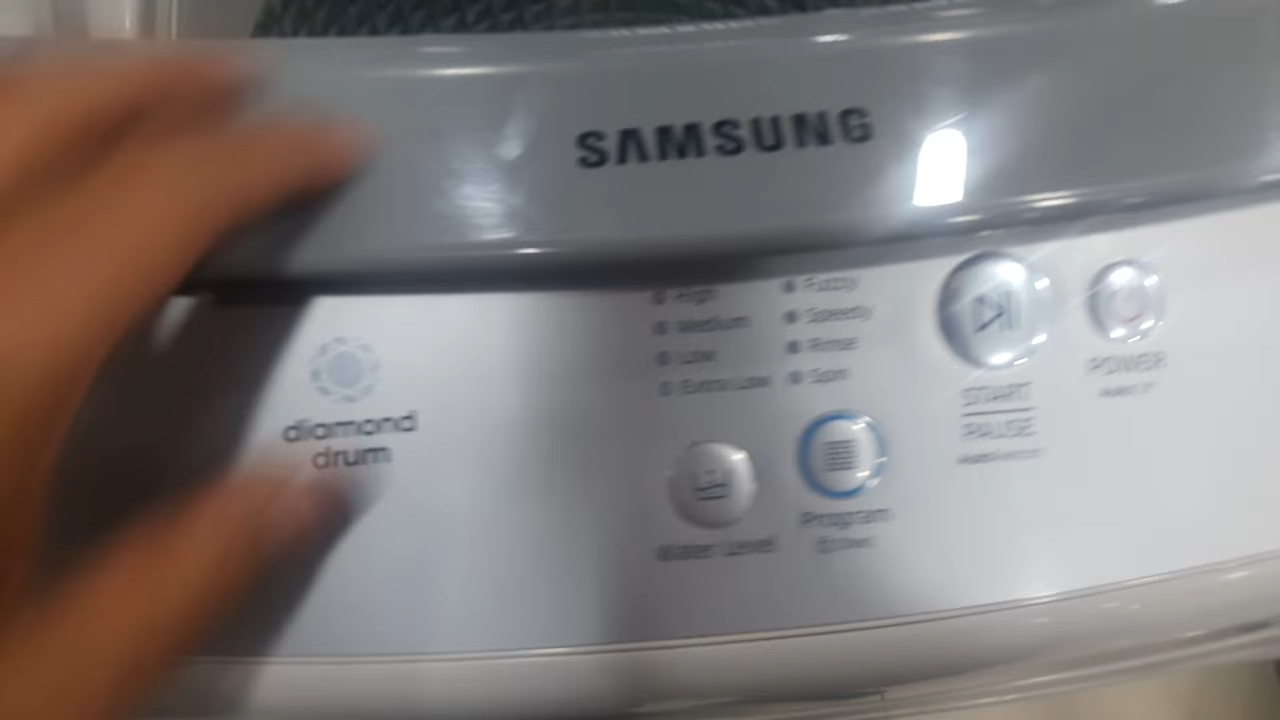 SAMSUNG
High
Medium
Low
Extra Low
Fuzzy
Speedy
Rinse
Spin
diamond
drum
START
PAUSE
POWER
Water Level
Program